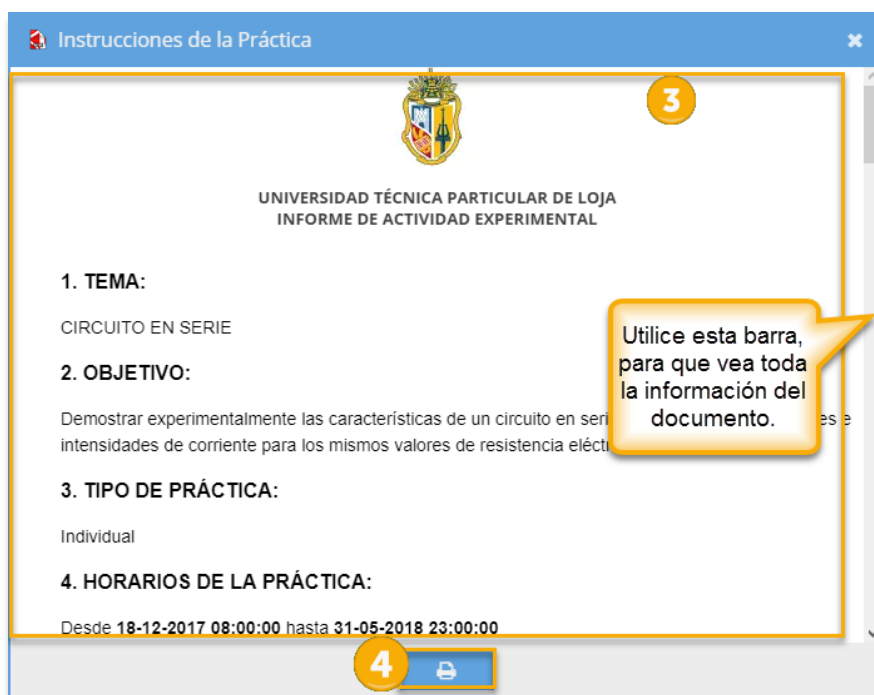 Instrucciones de la Práctica
3
UNIVERSIDAD TÉCNICA PARTICULAR DE LOJA
INFORME DE ACTIVIDAD EXPERIMENTAL
1. TEMA:
CIRCUITO EN SERIE
2. OBJETIVO:
Demostrar experimentalmente las características de un circuito en
intensidades de corriente para los mismos valores de resistencia
Utilice esta barra,
para que vea toda
la información del
documento.
3. TIPO DE PRÁCTICA:
Individual
4. HORARIOS DE LA PRÁCTICA:
Desde 18-12-2017 08:00:00 hasta 31-05-2018 23:00:00
4